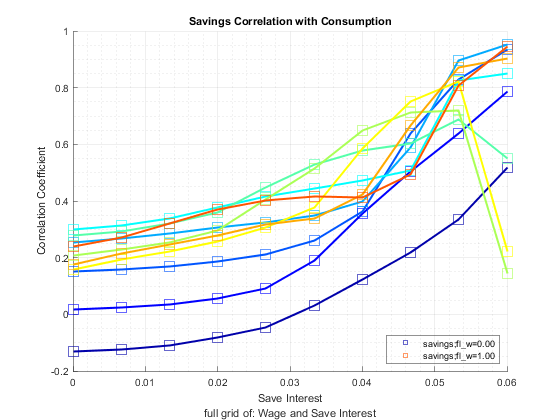 Savings Correlation with Consumption
Correlation Coefficient
1
0.8
0.6
0.4
0.2
0
-0.2
0
0.01
0.02
0.03
0.04
0.05
0.06
savings;fl_w=0.00
savings;fl_w=1.00
Save Interest
full grid of: Wage and Save Interest